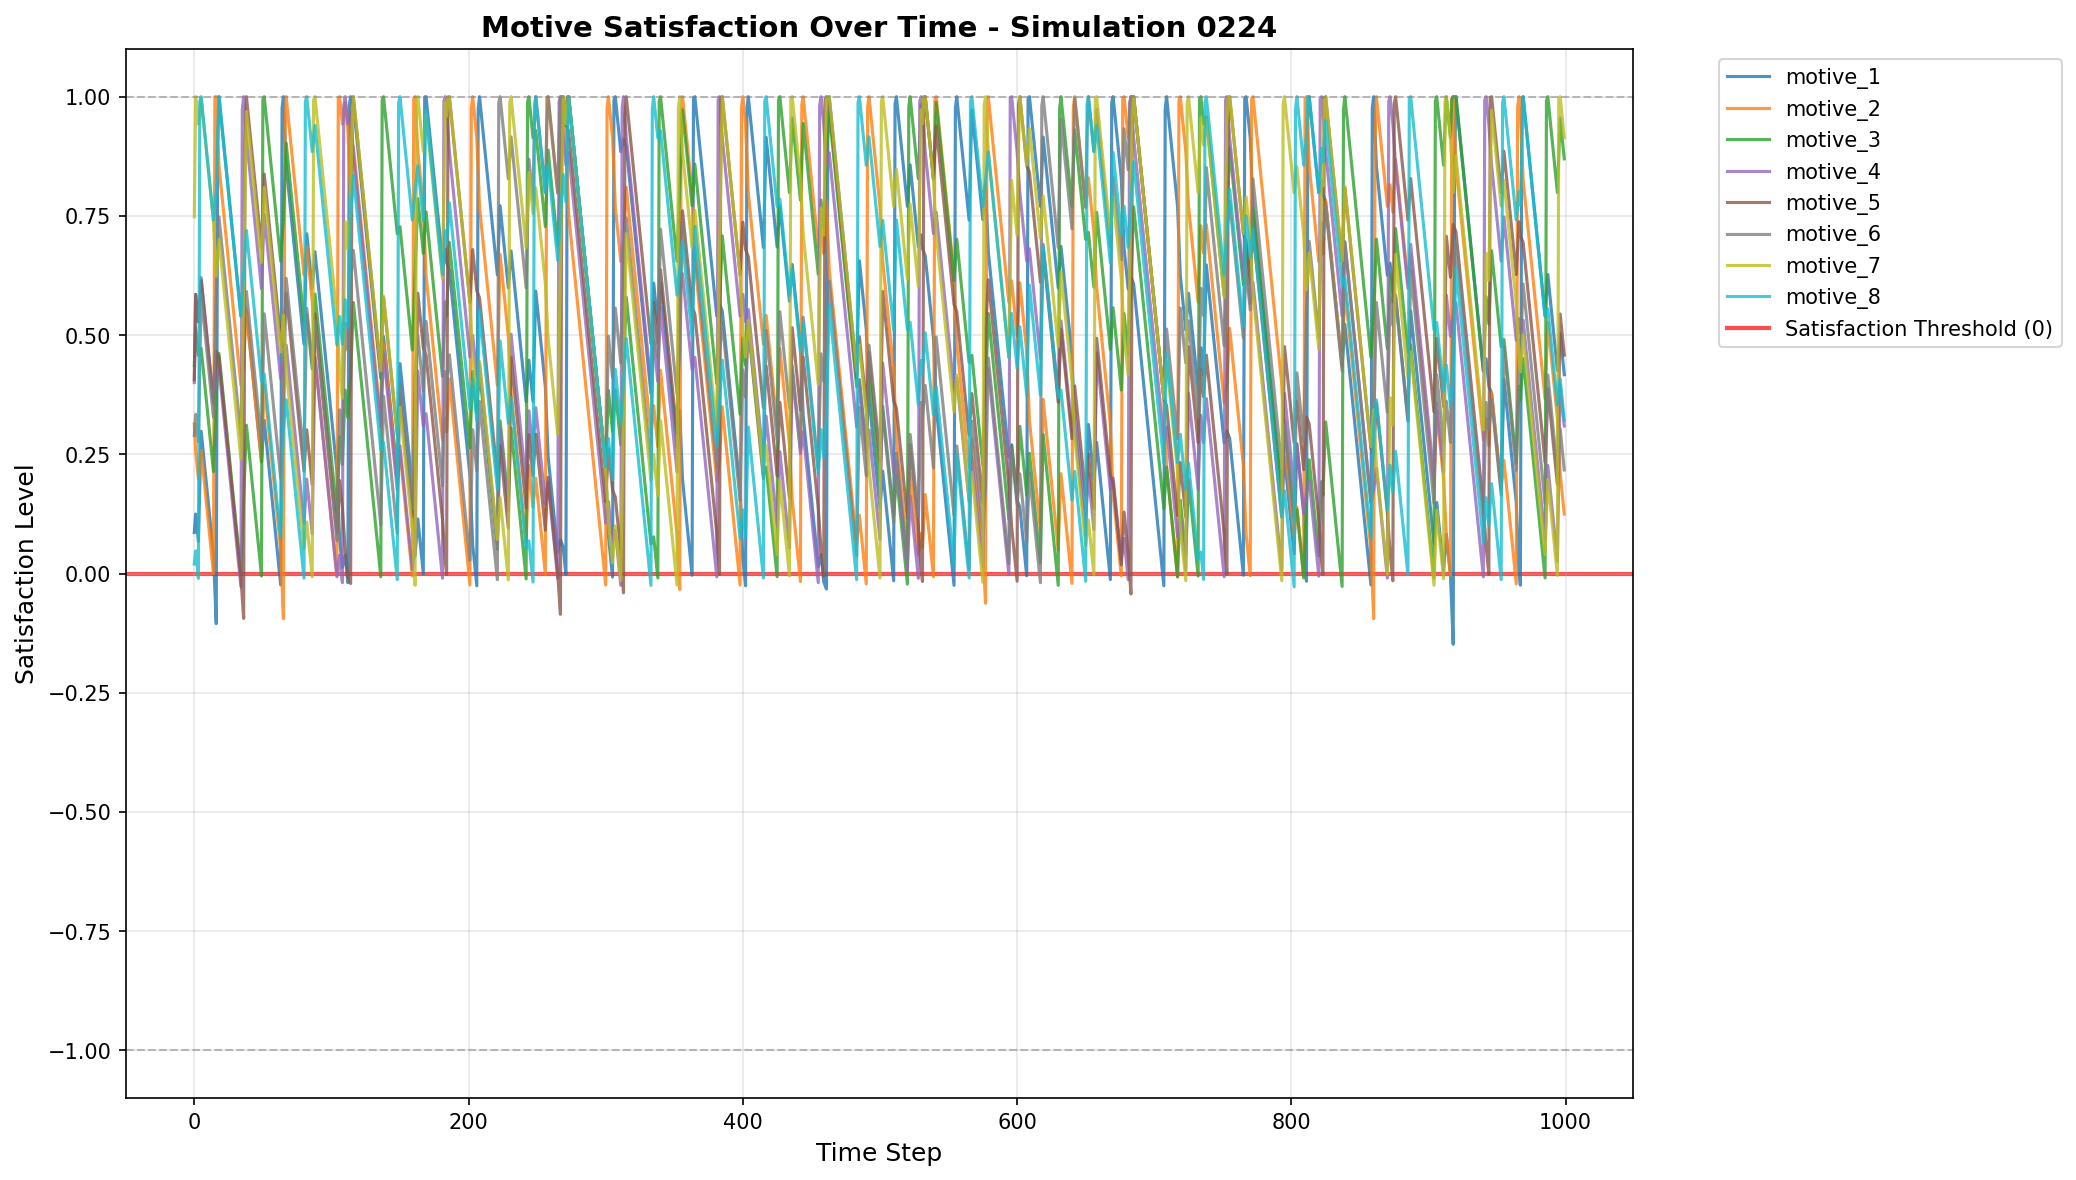 Motive Satisfaction Over Time - Simulation 0224
Satisfaction Level
1.00
0.75
0.50
0.25
0.00
−0.25
−0.50
−0.75
−1.00
0
200
400
600
800
1000
Time Step
motive_1
motive_2
motive_3
motive_4
motive_5
motive_6
motive_7
motive_8
Satisfaction Threshold (0)